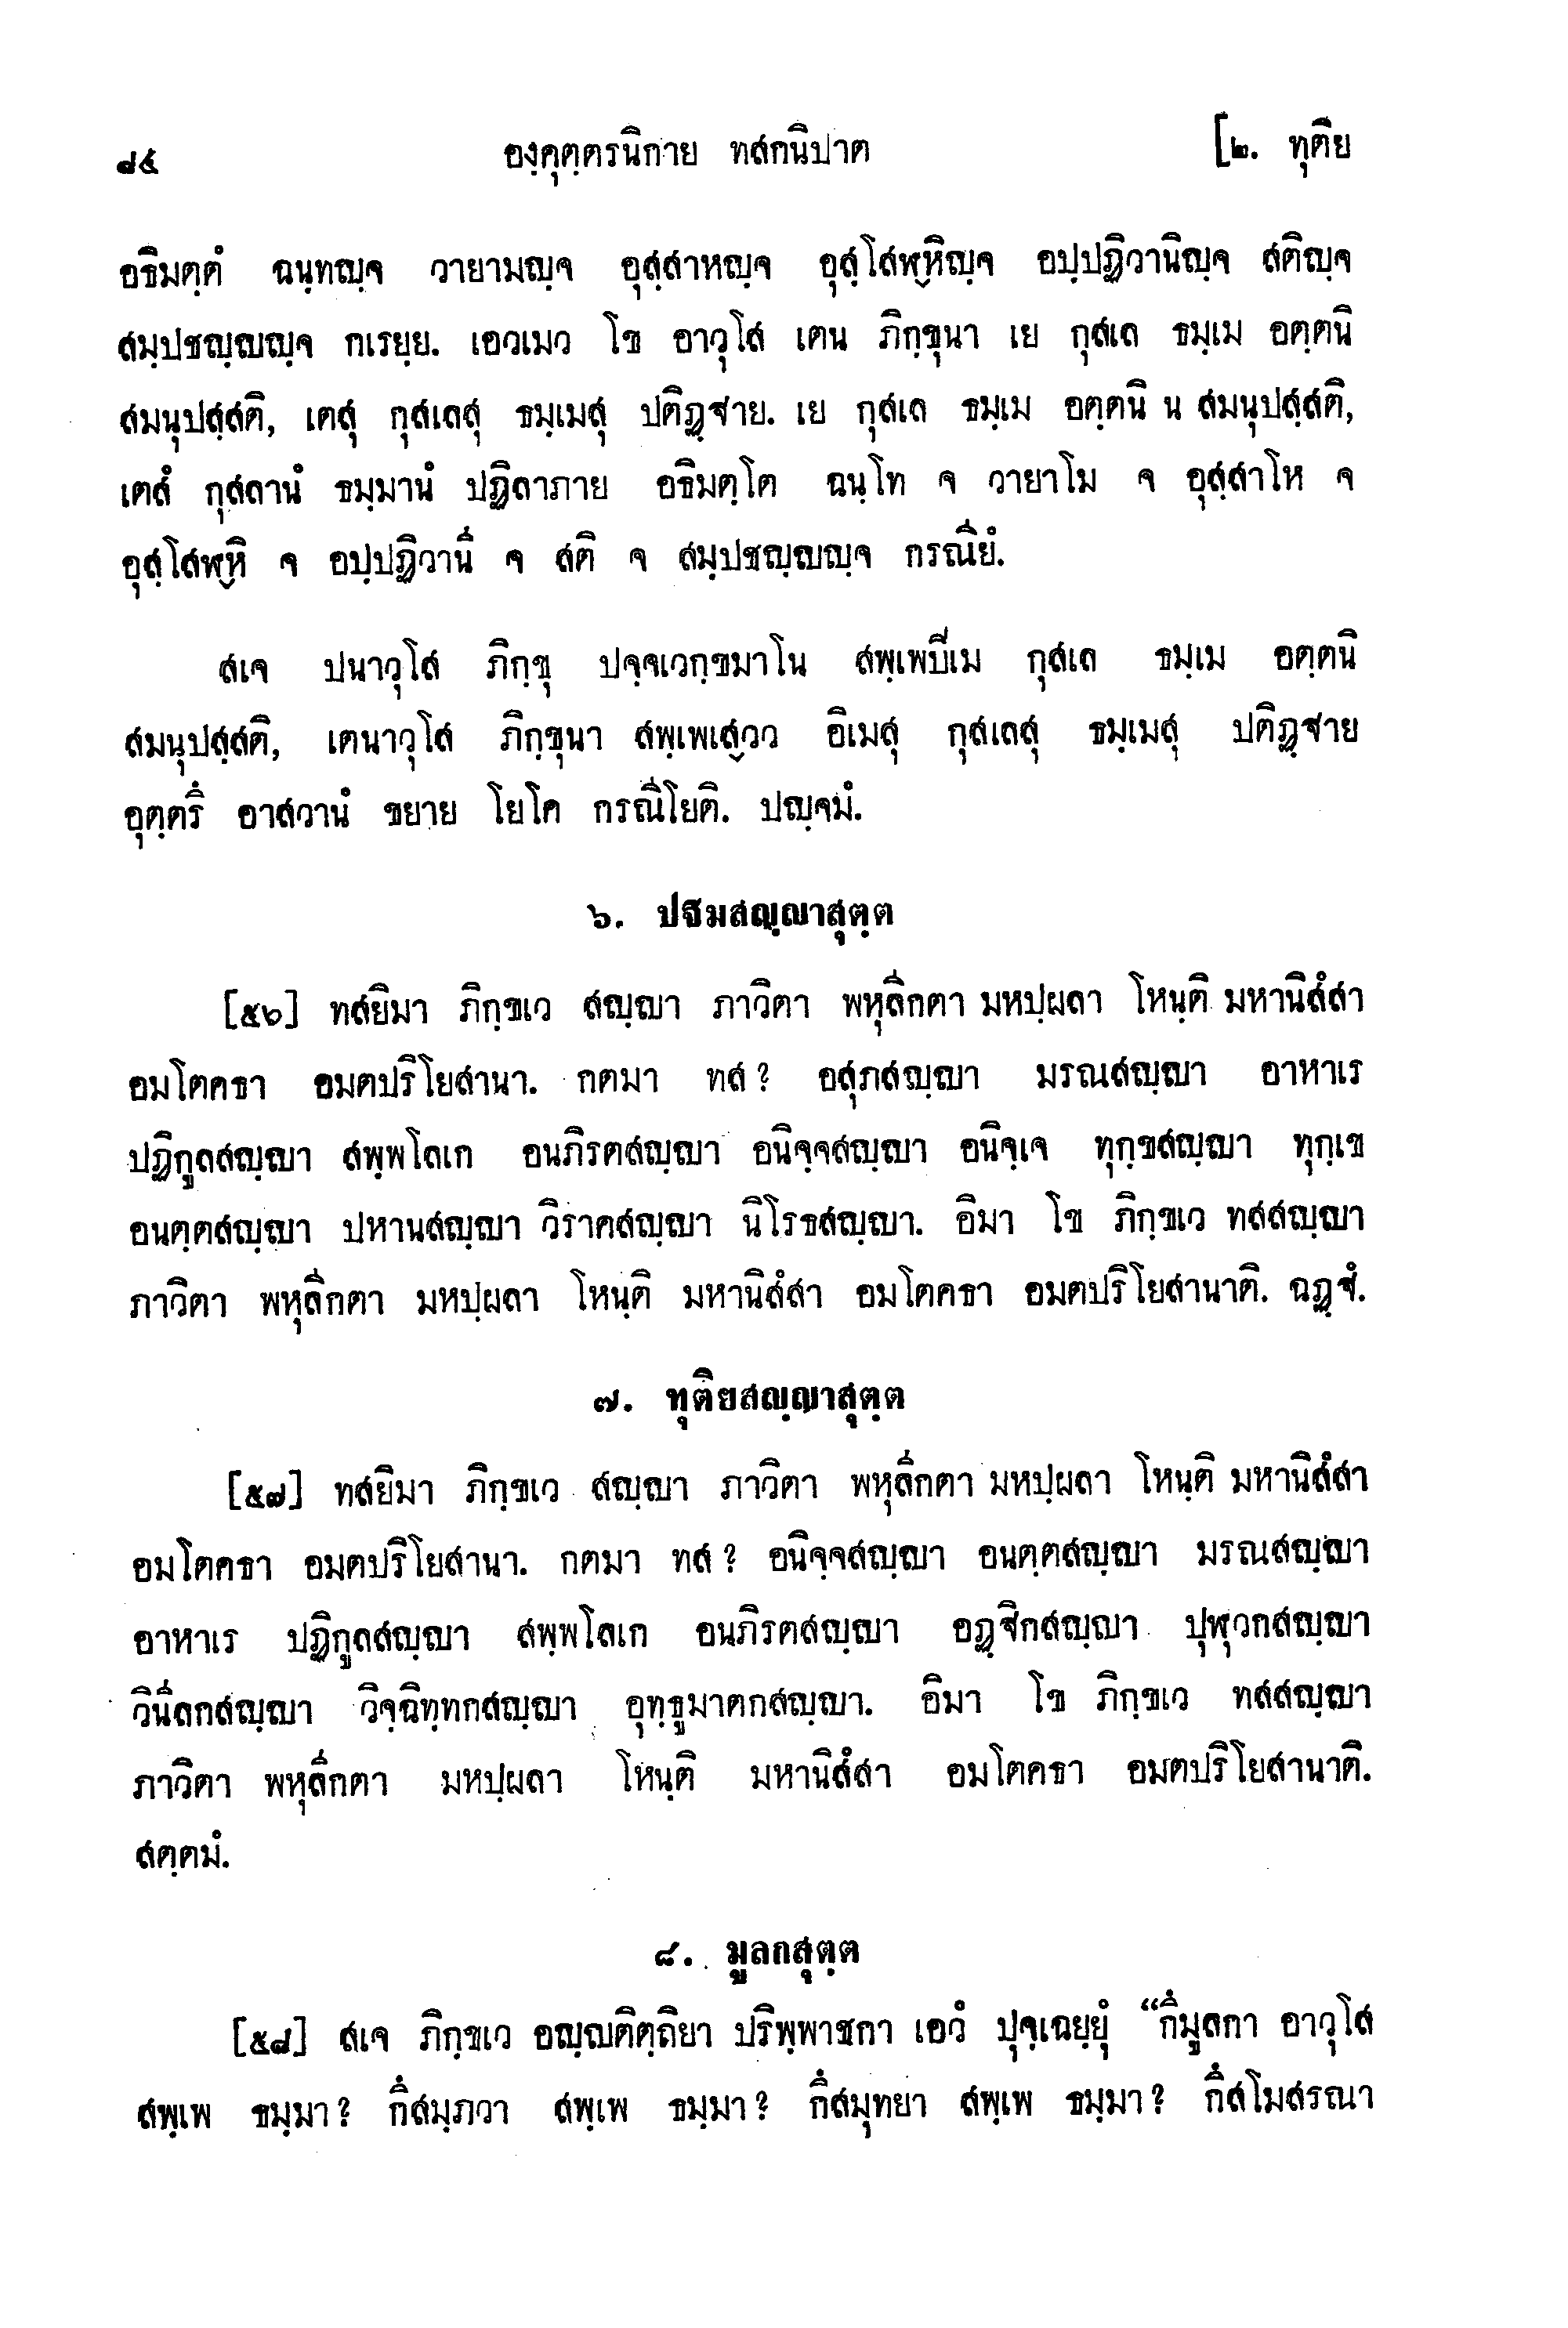 ๘๕ องฺคุตฺตรนิกาย ทสกนิปาต [๒. ทุติย
อธิมตฺตํ ฉนฺทญฺจ วายามญฺจ อุสฺสาหญฺจ อุสฺโสฬฺหิญฺจ อปฺปฏิวานิญฺจ สติญฺจ
สมฺปชญฺญญฺจ กเรยฺย. เอวเมว โข อาวุโส เตน ภิกฺขุนา เย กุสเล ธมฺเม อตฺตนิ
สมนุปสฺสติ, เตสุ กุสเลสุ ธมฺเมสุ ปติฏฺฐาย. เย กุสเล ธมฺเม อตฺตนิ น สมนุปสฺสติ,
เตสํ กุสลานํ ธมฺมานํ ปฏิลาภาย อธิมตฺโต ฉนฺโท จ วายาโม จ อุสฺสาโห จ
อุสฺโสฬฺหิ จ อปฺปฏิวานี จ สติ จ สมฺปชญฺญญฺจ กรณียํ.
สเจ ปนาวุโส ภิกฺขุ ปจฺจเวกฺขมาโน สพฺเพปีเม กุสเล ธมฺเม อตฺตนิ
สมนุปสฺสติ, เตนาวุโส ภิกฺขุนา สพฺเพเสฺวว อิเมสุ กุสเลสุ ธมฺเมสุ ปติฏฺฐาย
อุตฺตรึ อาสวานํ ขยาย โยโค กรณีโยติ. ปญฺจมํ.
๖. ปฐมสญฺญาสุตฺต
[๕๖] ทสยิมา ภิกฺขเว สญฺญา ภาวิตา พหุลีกตา มหปฺผลา โหนฺติ มหานิสํสา
อมโตคธา อมตปริโยสานา. กตมา ทส? อสุภสญฺญา มรณสญฺญา อาหาเร
ปฏิกูลสญฺญา สพฺพโลเก อนภิรตสญฺญา อนิจฺจสญฺญา อนิจฺเจ ทุกฺขสญฺญา ทุกฺเข
อนตฺตสญฺญา ปหานสญฺญา วิราคสญฺญา นิโรธสญฺญา. อิมา โข ภิกฺขเว ทสสญฺญา
ภาวิตา พหุลีกตา มหปฺผลา โหนฺติ มหานิสํสา อมโตคธา อมตปริโยสานาติ. ฉฏฺฐํ.
๗. ทุติยสญฺญาสุตฺต
[๕๗] ทสยิมา ภิกฺขเว สญฺญา ภาวิตา พหุลีกตา มหปฺผลา โหนฺติ มหานิสํสา
อมโตคธา อมตปริโยสานา. กตมา ทส? อนิจฺจสญฺญา อนตฺตสญฺญา มรณสญฺญา
อาหาเร ปฏิกูลสญฺญา สพฺพโลเก อนภิรตสญฺญา อฏฺฐิกสญฺญา ปุฬุวกสญฺญา
วินีลกสญฺญา วิจฺฉิทฺทกสญฺญา อุทฺธูมาตกสญฺญา. อิมา โข ภิกฺขเว ทสสญฺญา
ภาวิตา พหุลีกตา มหปฺผลา โหนฺติ มหานิสํสา อมโตคธา อมตปริโยสานาติ.
สตฺตมํ.
๘. มูลกสุตฺต
[๕๘] สเจ ภิกฺขเว อญฺญติตฺถิยา ปริพฺพาชกา เอวํ ปุจฺเฉยฺยุํ “กึมูลกา อาวุโส
สพฺเพ ธมฺมา? กึสมฺภวา สพฺเพ ธมฺมา? กึสมุทยา สพฺเพ ธมฺมา? กึสโมสรณา